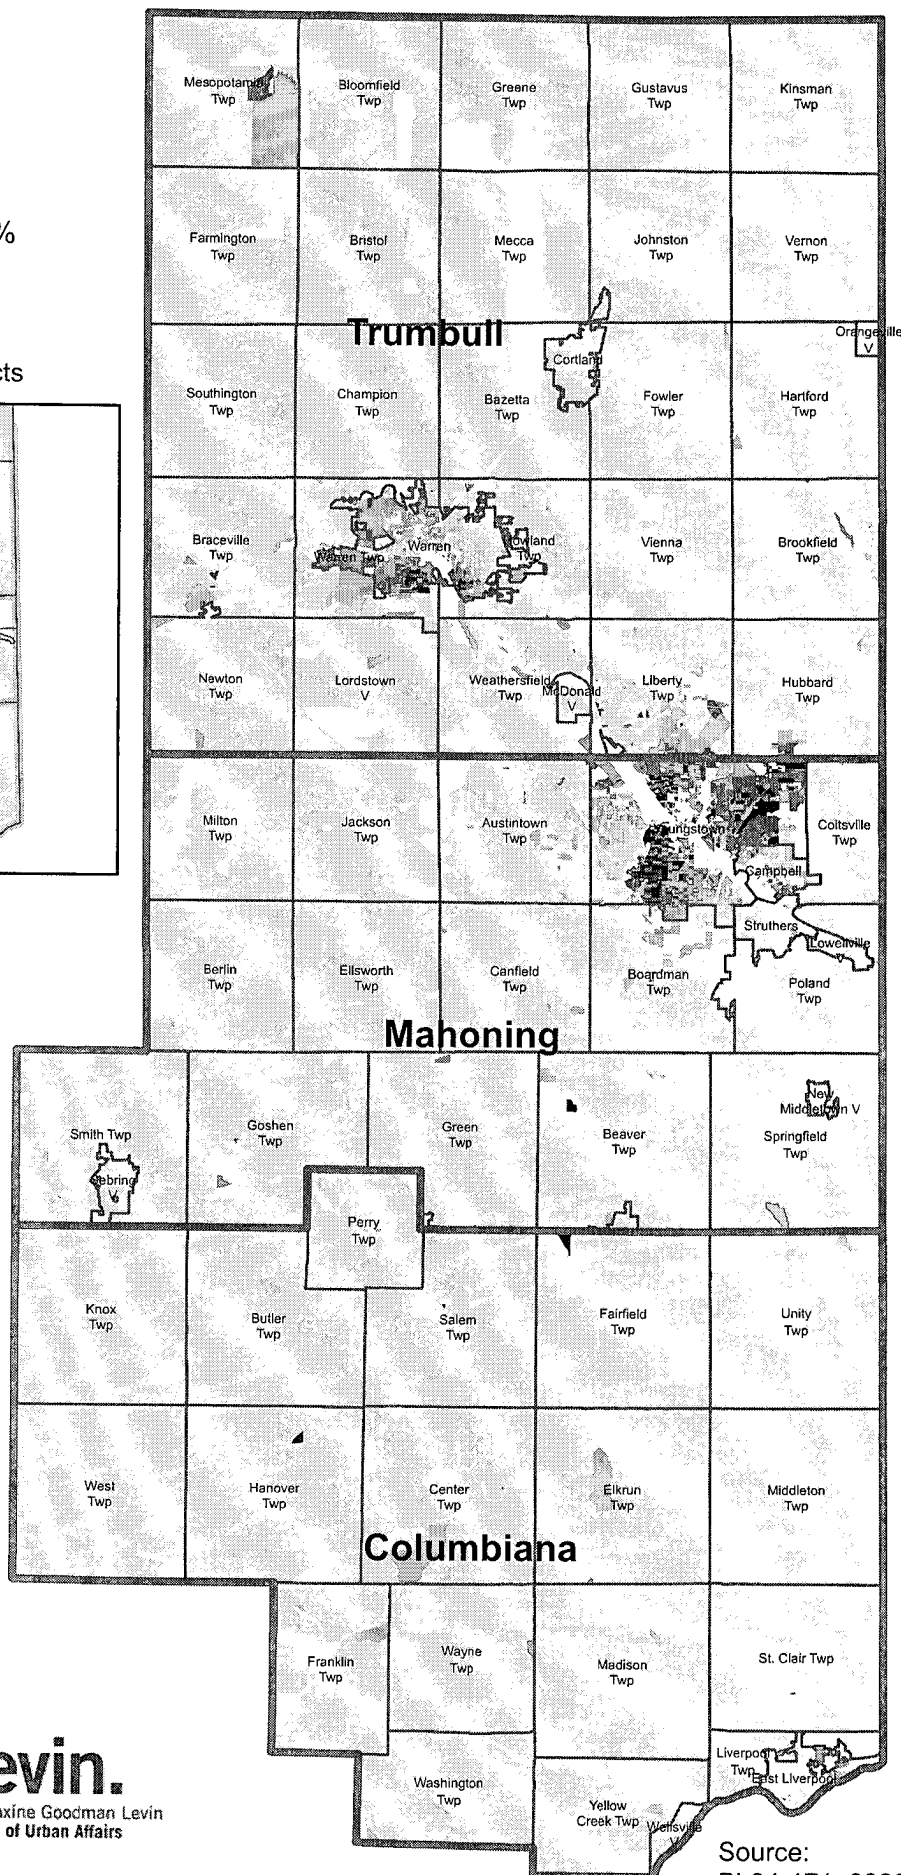 Mesopotamia
Twp
Bloomfield
Twp
Greene
Twp
Gustavus
Twp
Kinsman
Twp
%
Farmington
Twp
Bristol
Twp
Mecca
Twp
Johnston
Twp
Vernon
Twp
Trumbull
Orangeville
V
Cortland
cts
Southington
Twp
Champion
Twp
Bazetta
Twp
Fowler
Twp
Hartford
Twp
Braceville
Twp
Warren Twp
Warren
Howland
Twp
Vienna
Twp
Brookfield
Twp
Newton
Twp
Lordstown
V
Weathersfield
Twp
McDonald
V
Liberty
Twp
Hubbard
Twp
Milton
Twp
Jackson
Twp
Austintown
Twp
Youngstown
Coitsville
Twp
Campbell
Struthers
Lowellville
V
Berlin
Twp
Ellsworth
Twp
Canfield
Twp
Boardman
Twp
Poland
Twp
Mahoning
Smith Twp
Sebring
V
Goshen
Twp
Green
Twp
Beaver
Twp
New
Middletown V
Springfield
Twp
Perry
Twp
Knox
Twp
Butler
Twp
Salem
Twp
Fairfield
Twp
Unity
Twp
West
Twp
Hanover
Twp
Center
Twp
Elkrun
Twp
Middleton
Twp
Columbiana
Franklin
Twp
Wayne
Twp
Madison
Twp
St. Clair Twp
Washington
Twp
Yellow
Creek Twp
Wellsville
V
Liverpool
Twp
East Liverpool
evin.
axine Goodman Levin
of Urban Affairs
Source: